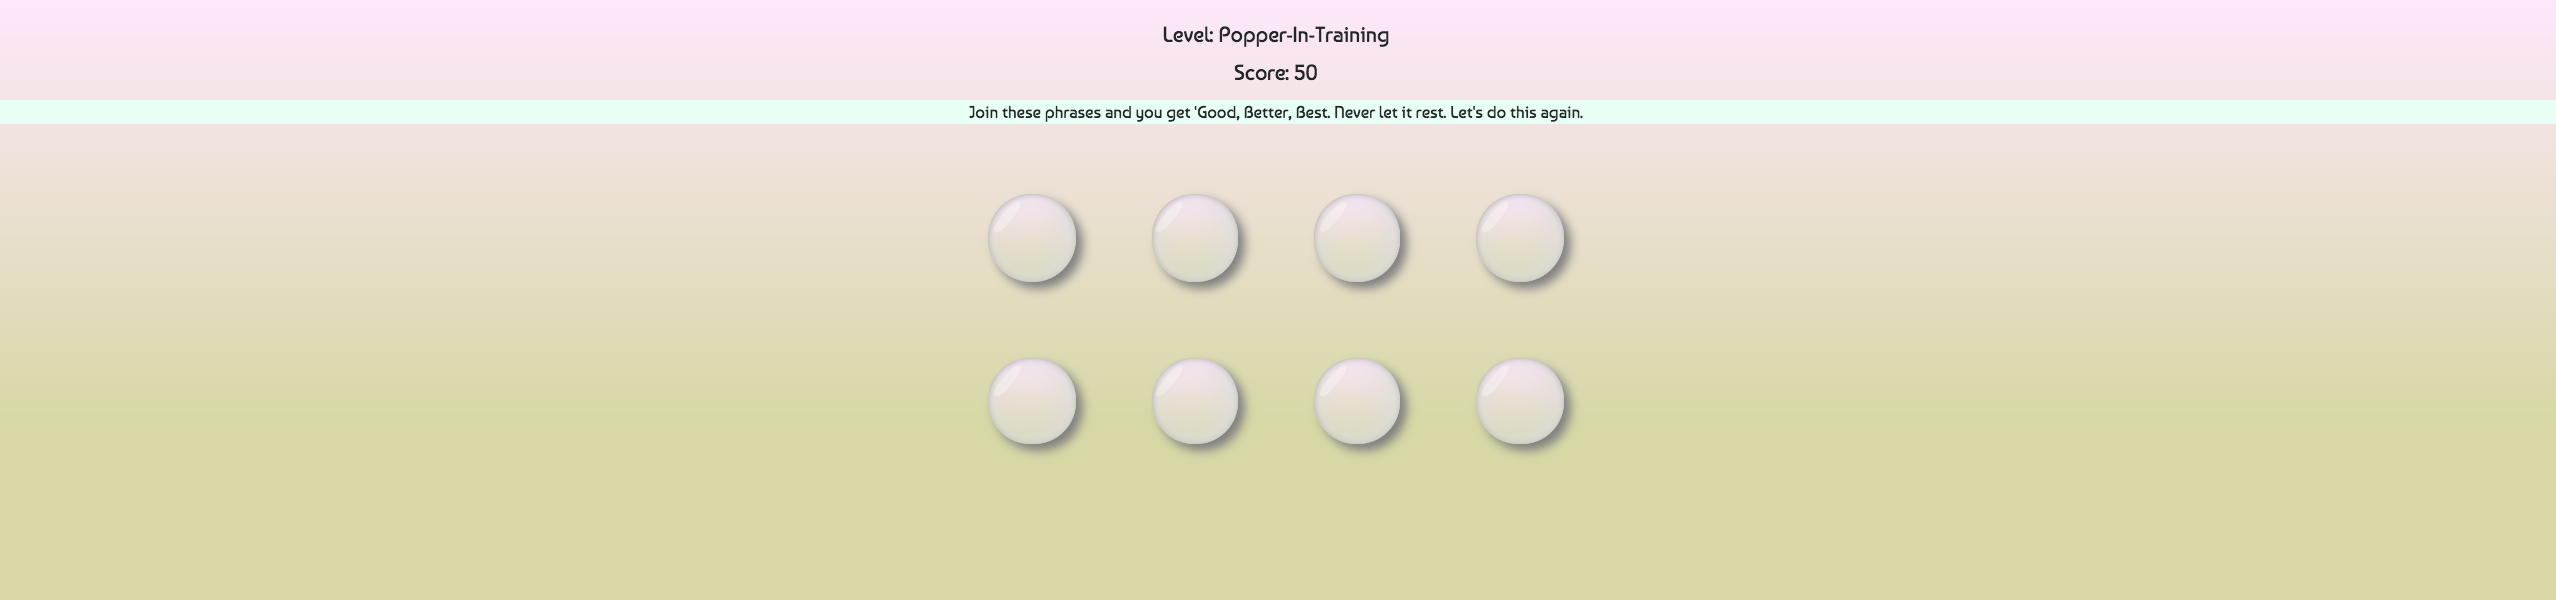 Level: Popper-In-Training
Score: 50
Join these phrases and you get 'Good, Better, Best. Never let it rest. Let's do this again.